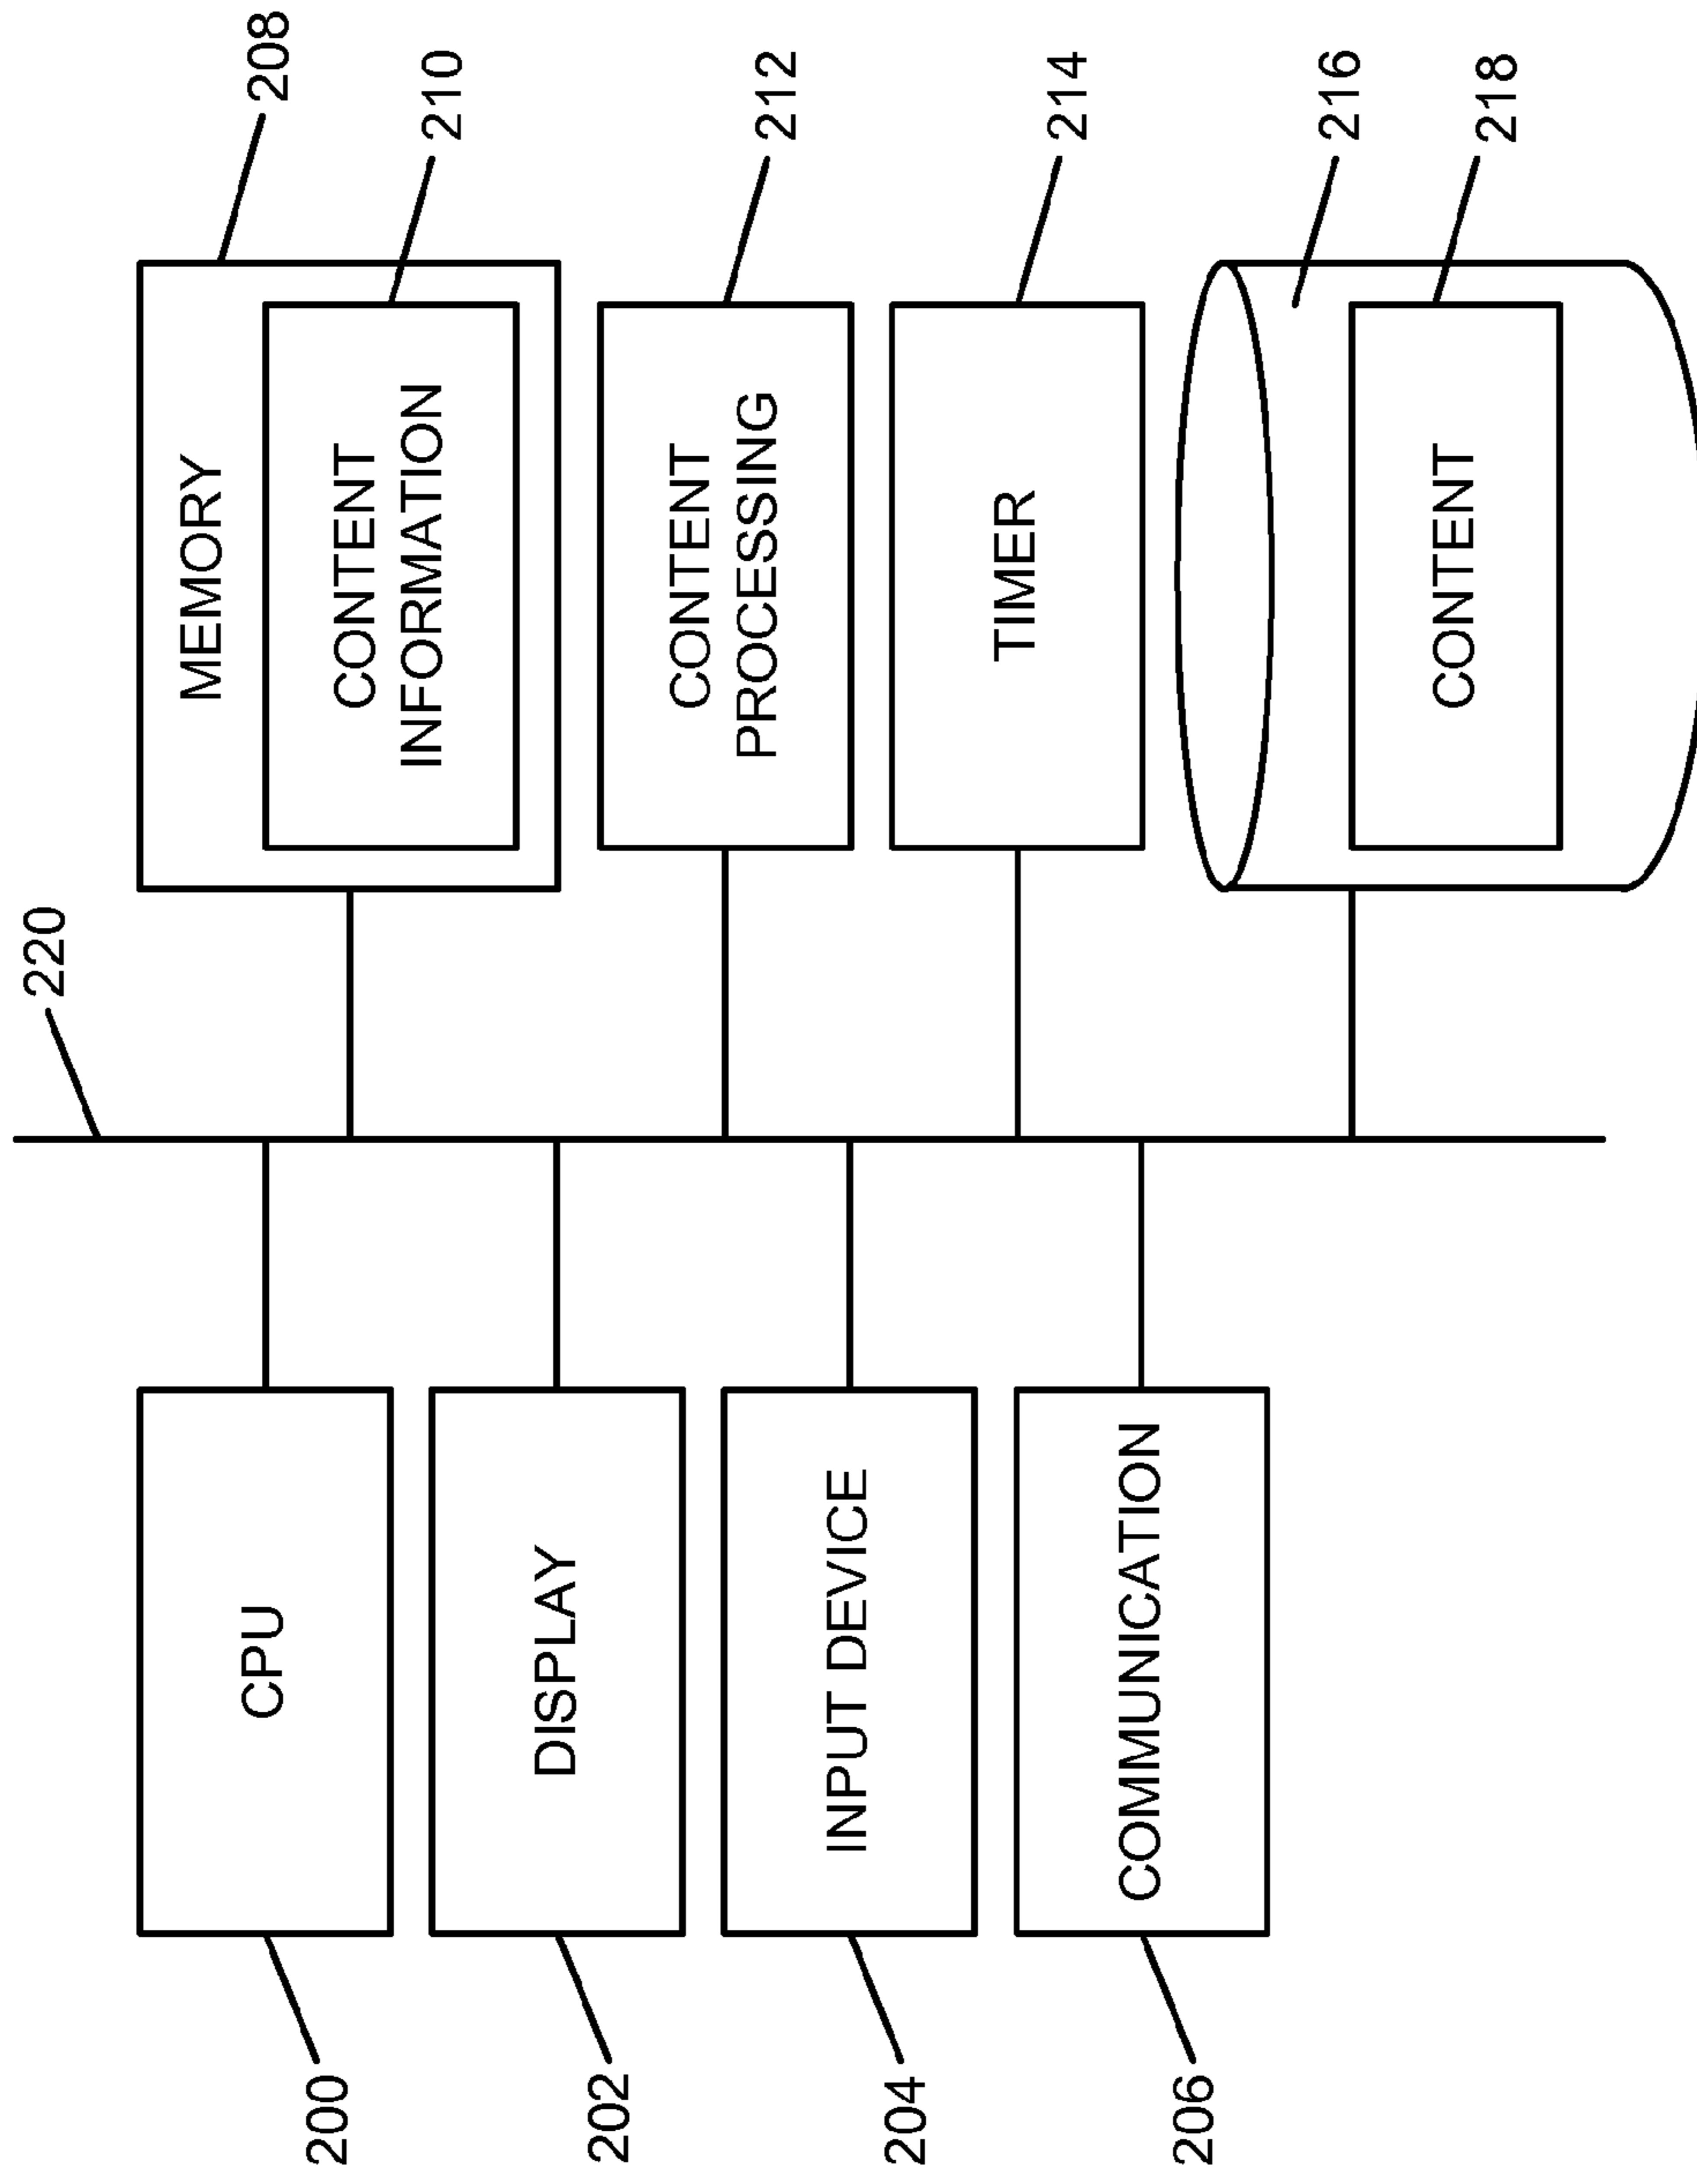 220
200
CPU
202
DISPLAY
204
INPUT DEVICE
206
COMMUNICATION
MEMORY
208
CONTENT
INFORMATION
210
CONTENT
PROCESSING
212
TIMER
214
216
CONTENT
218